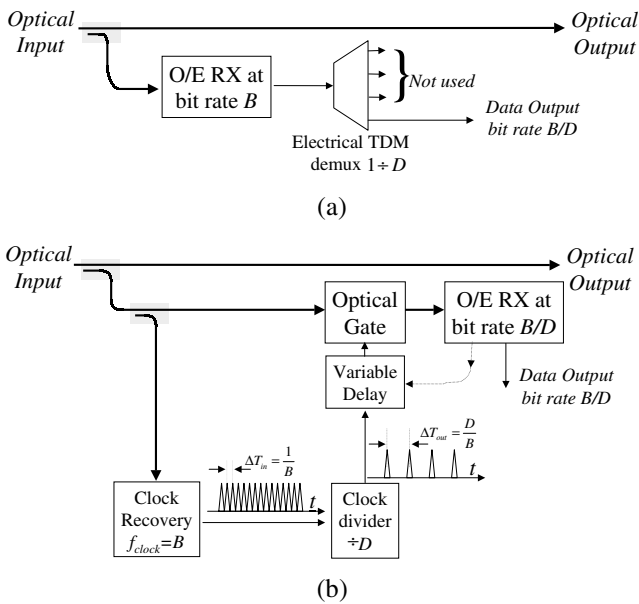 Optical Input
Optical Output
O/E RX at
bit rate B
Not used
Data Output
bit rate B/D
Electrical TDM
demux 1÷D
(a)
Optical Input
Optical Output
Optical Gate
O/E RX at
bit rate B/D
Variable
Delay
Data Output
bit rate B/D
ΔT_in = 1/B
ΔT_out = D/B
t
t
Clock
Recovery
f_clock=B
Clock
divider
÷D
(b)